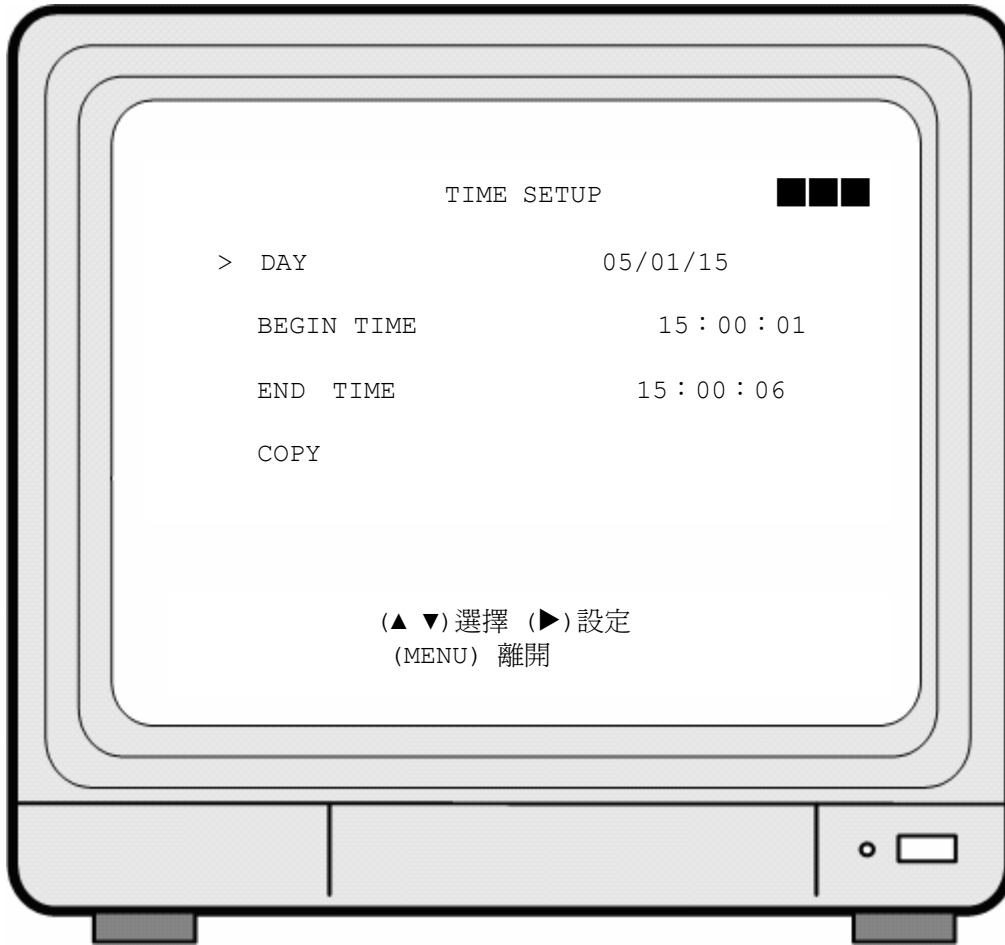 TIME SETUP
> DAY 05/01/15
BEGIN TIME 15：00：01
END TIME 15：00：06
COPY
(▲ ▼)選擇 (▶)設定
(MENU) 離開